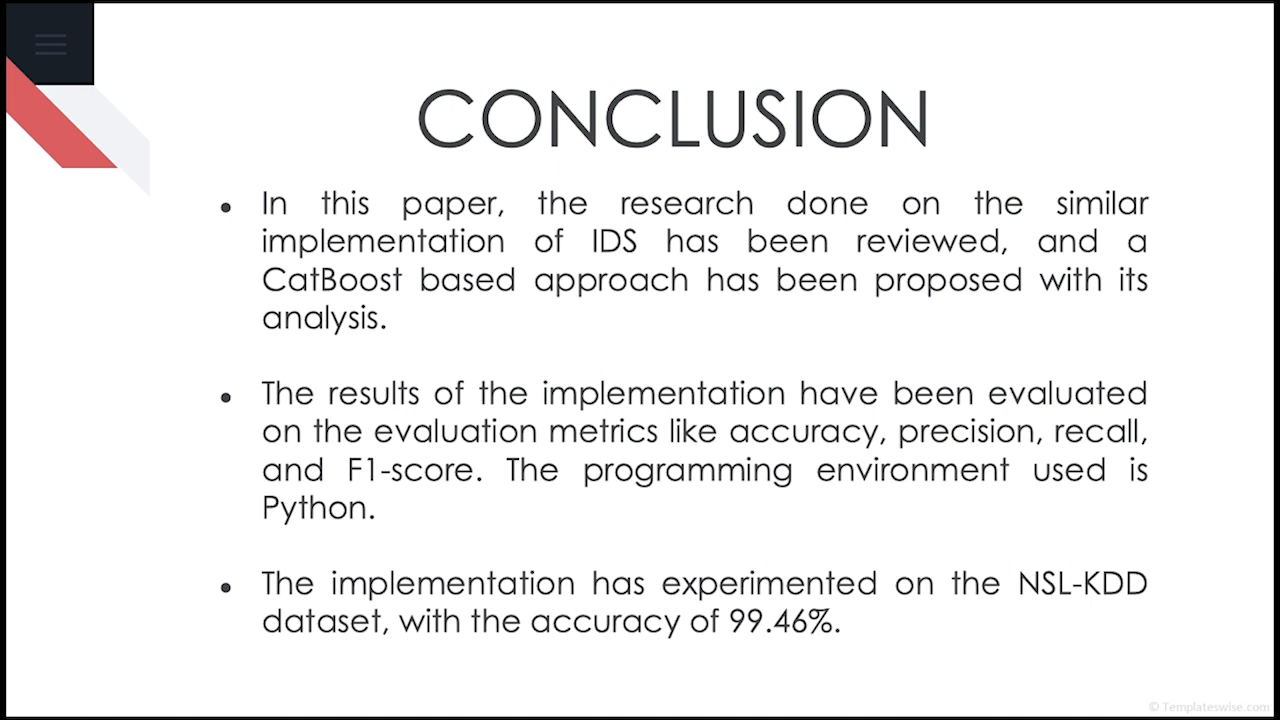 CONCLUSION
• In this paper, the research done on the similar
implementation of IDS has been reviewed, and a
CatBoost based approach has been proposed with its
analysis.
• The results of the implementation have been evaluated
on the evaluation metrics like accuracy, precision, recall,
and F1-score. The programming environment used is
Python.
• The implementation has experimented on the NSL-KDD
dataset, with the accuracy of 99.46%.
© Templateswise.com